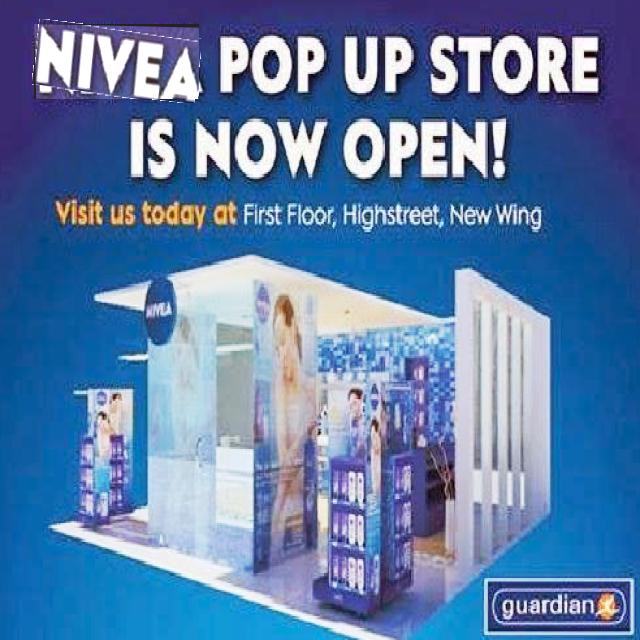 NIVEA POP UP STORE
IS NOW OPEN!
Visit us today at First Floor, Highstreet, New Wing
NIVEA
guardian